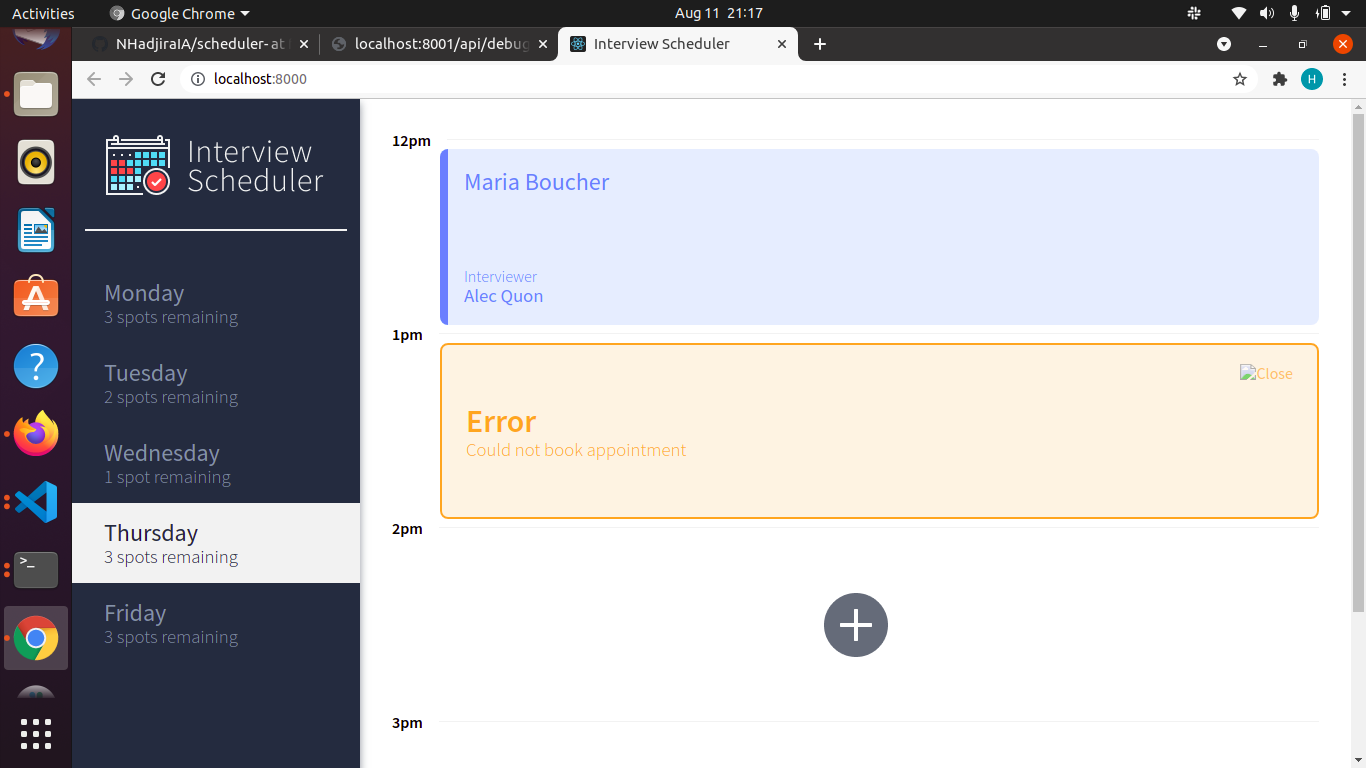 Activities
Google Chrome
Aug 11 21:17
NHadjiraIA/scheduler- at
localhost:8001/api/debug
Interview Scheduler
localhost:8000
H
Interview
Scheduler
Monday
3 spots remaining
Tuesday
2 spots remaining
Wednesday
1 spot remaining
Thursday
3 spots remaining
Friday
3 spots remaining
12pm
Maria Boucher
Interviewer
Alec Quon
1pm
Close
Error
Could not book appointment
2pm
3pm